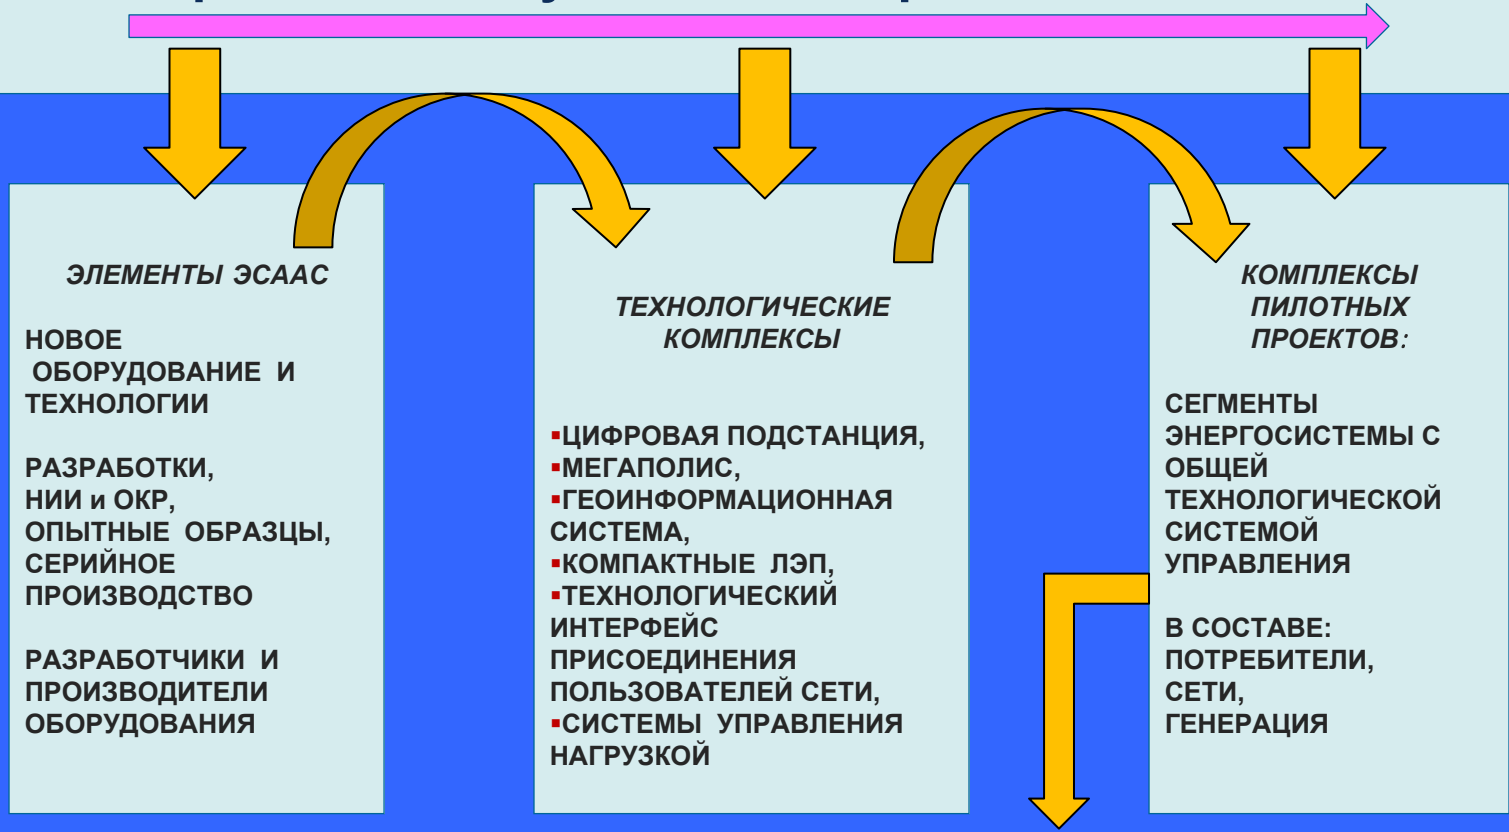 ЭЛЕМЕНТЫ ЭСААС
НОВОЕ
ОБОРУДОВАНИЕ И
ТЕХНОЛОГИИ
РАЗРАБОТКИ,
НИИ и ОКР,
ОПЫТНЫЕ ОБРАЗЦЫ,
СЕРИЙНОЕ
ПРОИЗВОДСТВО
РАЗРАБОТЧИКИ И
ПРОИЗВОДИТЕЛИ
ОБОРУДОВАНИЯ
ТЕХНОЛОГИЧЕСКИЕ
КОМПЛЕКСЫ
▪ЦИФРОВАЯ ПОДСТАНЦИЯ,
▪МЕГАПОЛИС,
▪ГЕОИНФОРМАЦИОННАЯ
СИСТЕМА,
▪КОМПАКТНЫЕ ЛЭП,
▪ТЕХНОЛОГИЧЕСКИЙ
ИНТЕРФЕЙС
ПРИСОЕДИНЕНИЯ
ПОЛЬЗОВАТЕЛЕЙ СЕТИ,
▪СИСТЕМЫ УПРАВЛЕНИЯ
НАГРУЗКОЙ
КОМПЛЕКСЫ
ПИЛОТНЫХ
ПРОЕКТОВ:
СЕГМЕНТЫ
ЭНЕРГОСИСТЕМЫ С
ОБЩЕЙ
ТЕХНОЛОГИЧЕСКОЙ
СИСТЕМОЙ
УПРАВЛЕНИЯ
В СОСТАВЕ:
ПОТРЕБИТЕЛИ,
СЕТИ,
ГЕНЕРАЦИЯ